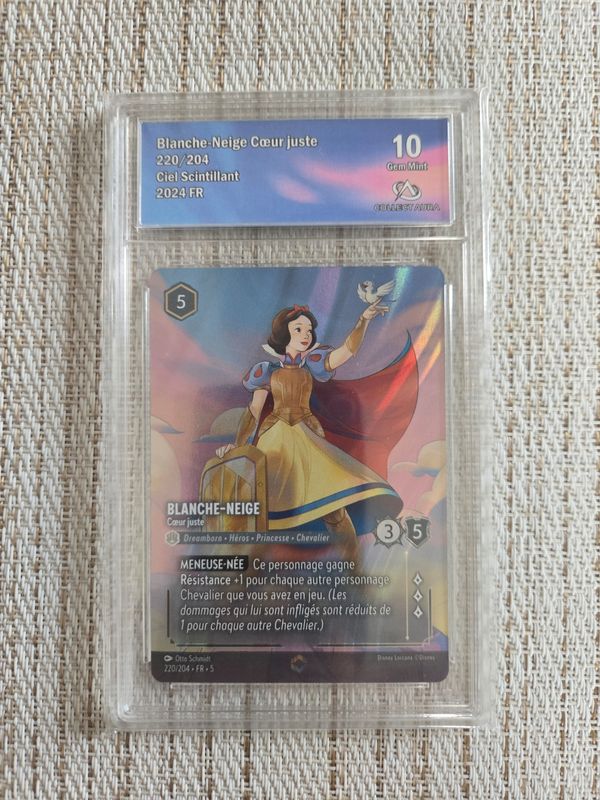 Blanche-Neige Cœur juste
220/204
Ciel Scintillant
2024 FR
10
Gem Mint
COLLECT AURA
5
BLANCHE-NEIGE
Cœur juste
3 5
Dreamborn • Héros • Princesse • Chevalier
MENEUSE-NÉE Ce personnage gagne
Résistance +1 pour chaque autre personnage
Chevalier que vous avez en jeu. (Les
dommages qui lui sont infligés sont réduits de
1 pour chaque autre Chevalier.)
Otto Schmidt
220/204 • FR • 5
Disney Lorcana ©Disney